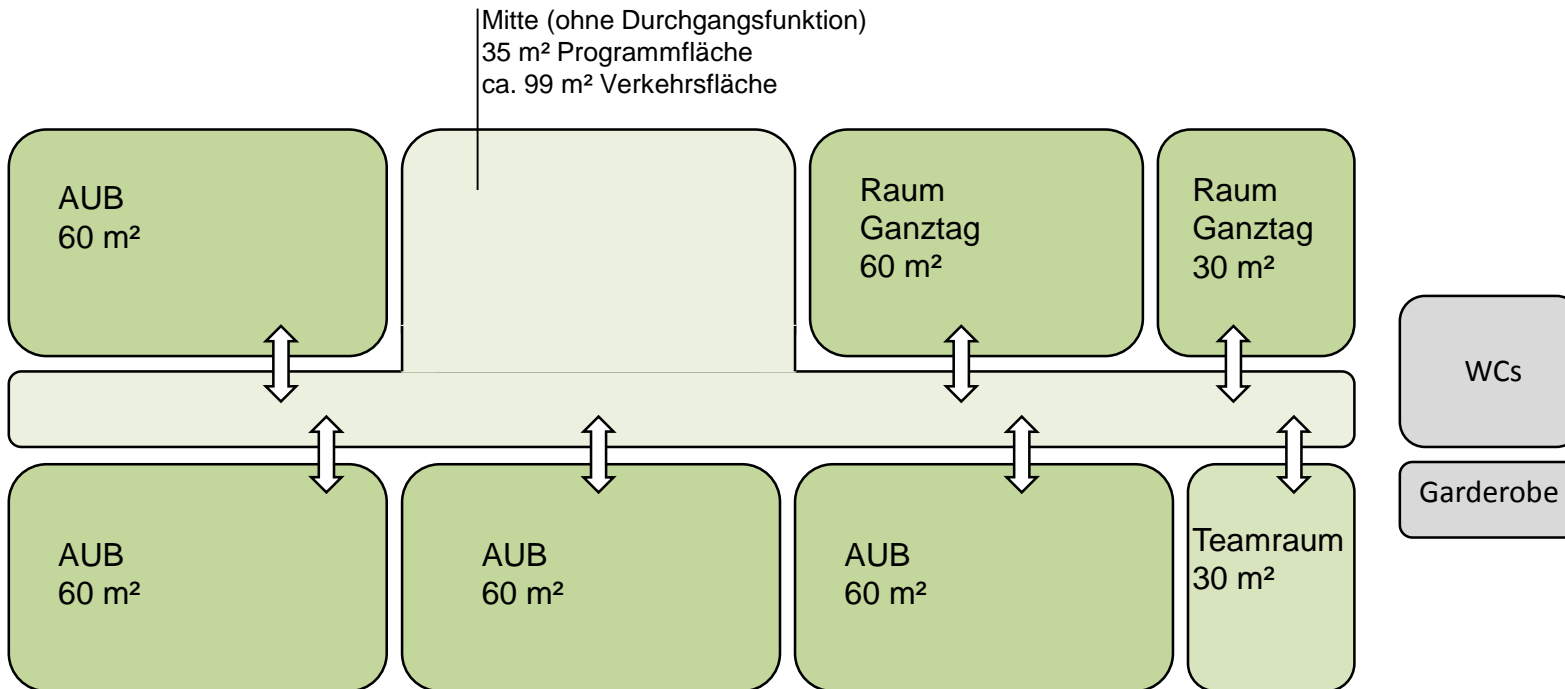 Mitte (ohne Durchgangsfunktion)
35 m² Programmfläche
ca. 99 m² Verkehrsfläche
AUB
60 m²
Raum
Ganztag
60 m²
Raum
Ganztag
30 m²
WCs
Garderobe
AUB
60 m²
AUB
60 m²
AUB
60 m²
Teamraum
30 m²